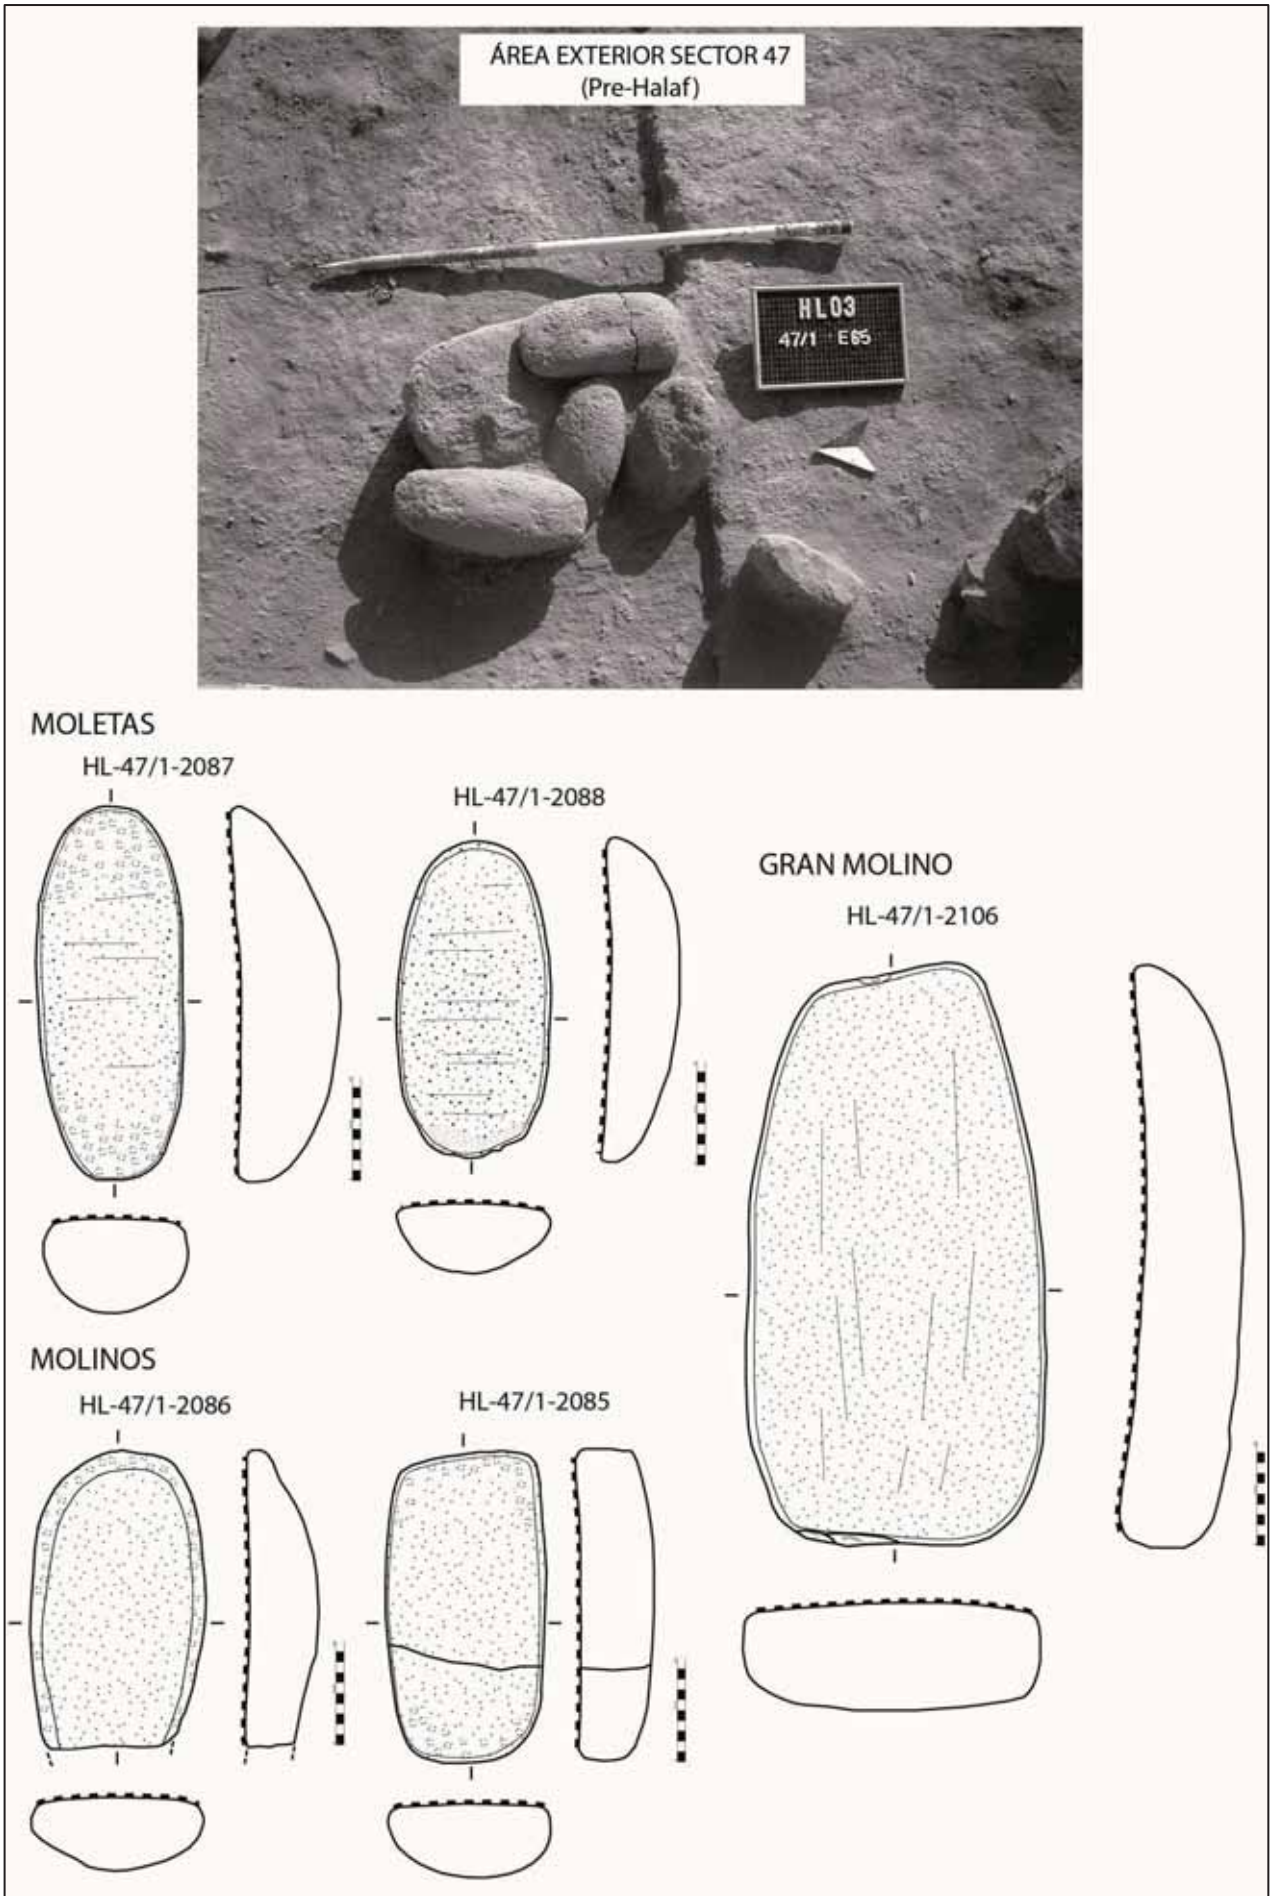 ÁREA EXTERIOR SECTOR 47
(Pre-Halaf)
HL03
47/1 E65
MOLETAS
HL-47/1-2087
HL-47/1-2088
GRAN MOLINO
HL-47/1-2106
MOLINOS
HL-47/1-2086
HL-47/1-2085